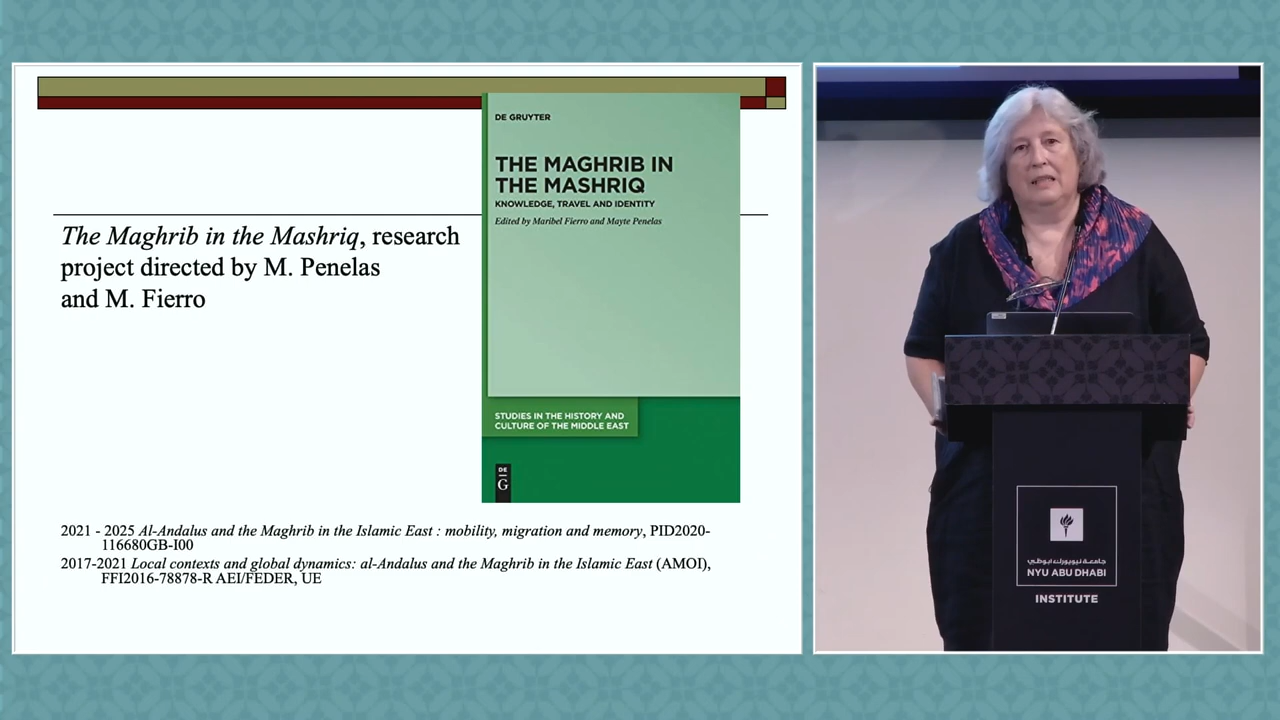 The Maghrib in the Mashriq, research
project directed by M. Penelas
and M. Fierro
DE GRUYTER
THE MAGHRIB IN
THE MASHRIQ
KNOWLEDGE, TRAVEL AND IDENTITY
Edited by Maribel Fierro and Mayte Penelas
STUDIES IN THE HISTORY AND
CULTURE OF THE MIDDLE EAST
DE
G
2021 - 2025 Al-Andalus and the Maghrib in the Islamic East : mobility, migration and memory, PID2020-
116680GB-I00
2017-2021 Local contexts and global dynamics: al-Andalus and the Maghrib in the Islamic East (AMOI),
FFI2016-78878-R AEI/FEDER, UE
جامعة نيويورك أبوظبي
NYU ABU DHABI
INSTITUTE